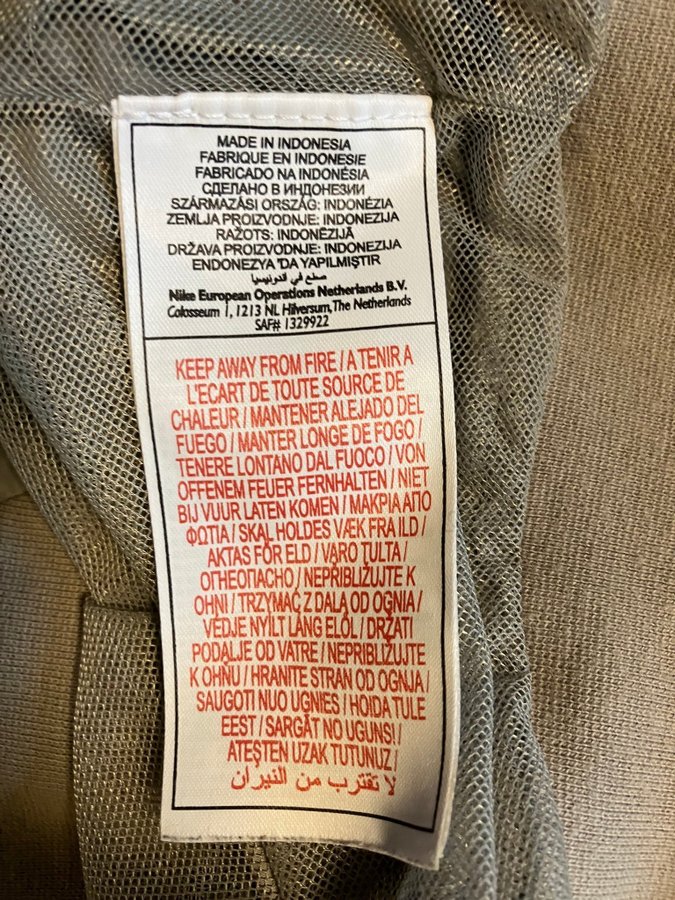 MADE IN INDONESIA
FABRIQUE EN INDONESIE
FABRICADO NA INDONÉSIA
СДЕЛАНО В ИНДОНЕЗИИ
SZÁRMAZÁSI ORSZÁG: INDONÉZIA
ZEMLJA PROIZVODNJE: INDONEZIJA
RAŽOTS: INDONĒZIJĀ
DRŽAVA PROIZVODNJE: INDONEZIJA
ENDONEZYA 'DA YAPILMIŞTIR
صنع في أندونيسيا
Nike European Operations Netherlands B.V.
Colosseum 1, 1213 NL Hilversum, The Netherlands
SAF# 1329922
KEEP AWAY FROM FIRE / A TENIR A
L'ECART DE TOUTE SOURCE DE
CHALEUR / MANTENER ALEJADO DEL
FUEGO / MANTER LONGE DE FOGO /
TENERE LONTANO DAL FUOCO / VON
OFFENEM FEUER FERNHALTEN / NIET
BIJ VUUR LATEN KOMEN / ΜΑΚΡΙΑ ΑΠΟ
ΦΩΤΙΑ / SKAL HOLDES VÆK FRA ILD /
AKTAS FÖR ELD / VARO TULTA /
ОГНЕОПАСНО / NEPŘIBLIŽUJTE K
OHNI / TRZYMAĆ Z DALA OD OGNIA /
VÉDJE NYÍLT LÁNG ELŐL / DRŽATI
PODALJE OD VATRE / NEPRIBLIŽUJTE
K OHŇU / HRANITE STRAN OD OGNJA /
SAUGOTI NUO UGNIES / HOIDA TULE
EEST / SARGĀT NO UGUNS /
ATEŞTEN UZAK TUTUNUZ /
لا تقترب من النيران